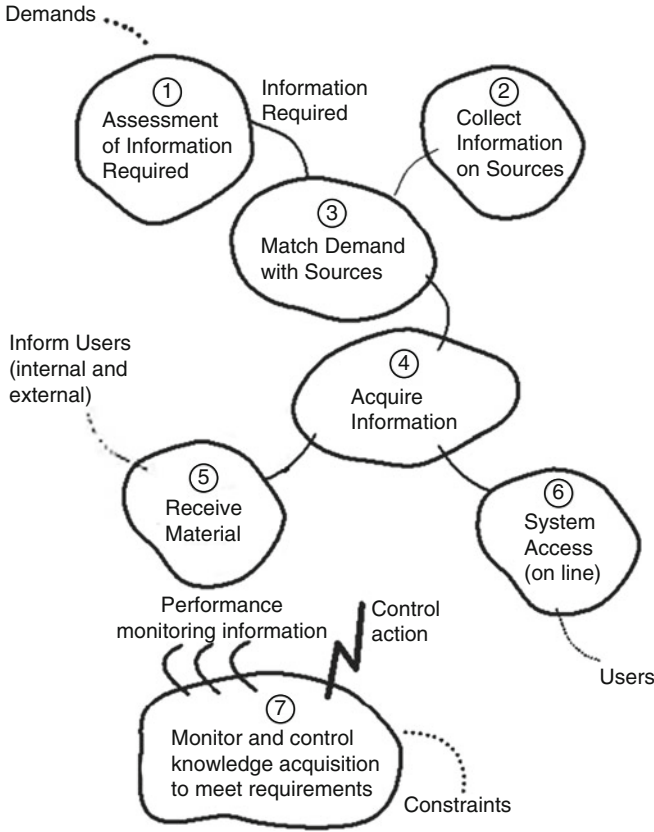 Demands
①
Assessment
of Information
Required
Information
Required
②
Collect
Information
on Sources
③
Match Demand
with Sources
Inform Users
(internal and
external)
④
Acquire
Information
⑤
Receive
Material
⑥
System
Access
(on line)
Users
Performance
monitoring information
Control
action
⑦
Monitor and control
knowledge acquisition
to meet requirements
Constraints